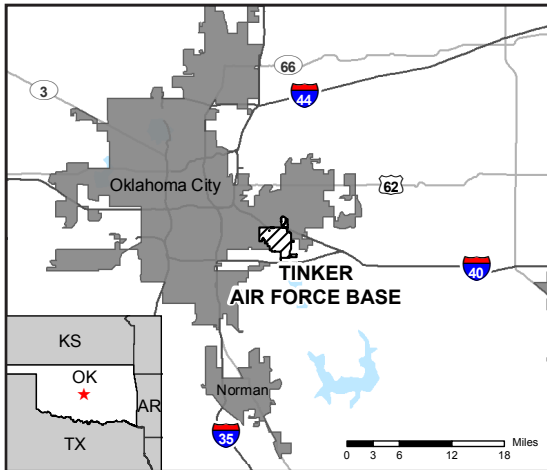 66
3
44
Oklahoma City
62
TINKER
AIR FORCE BASE
40
KS
OK
AR
TX
Norman
35
Miles
0 3 6 12 18